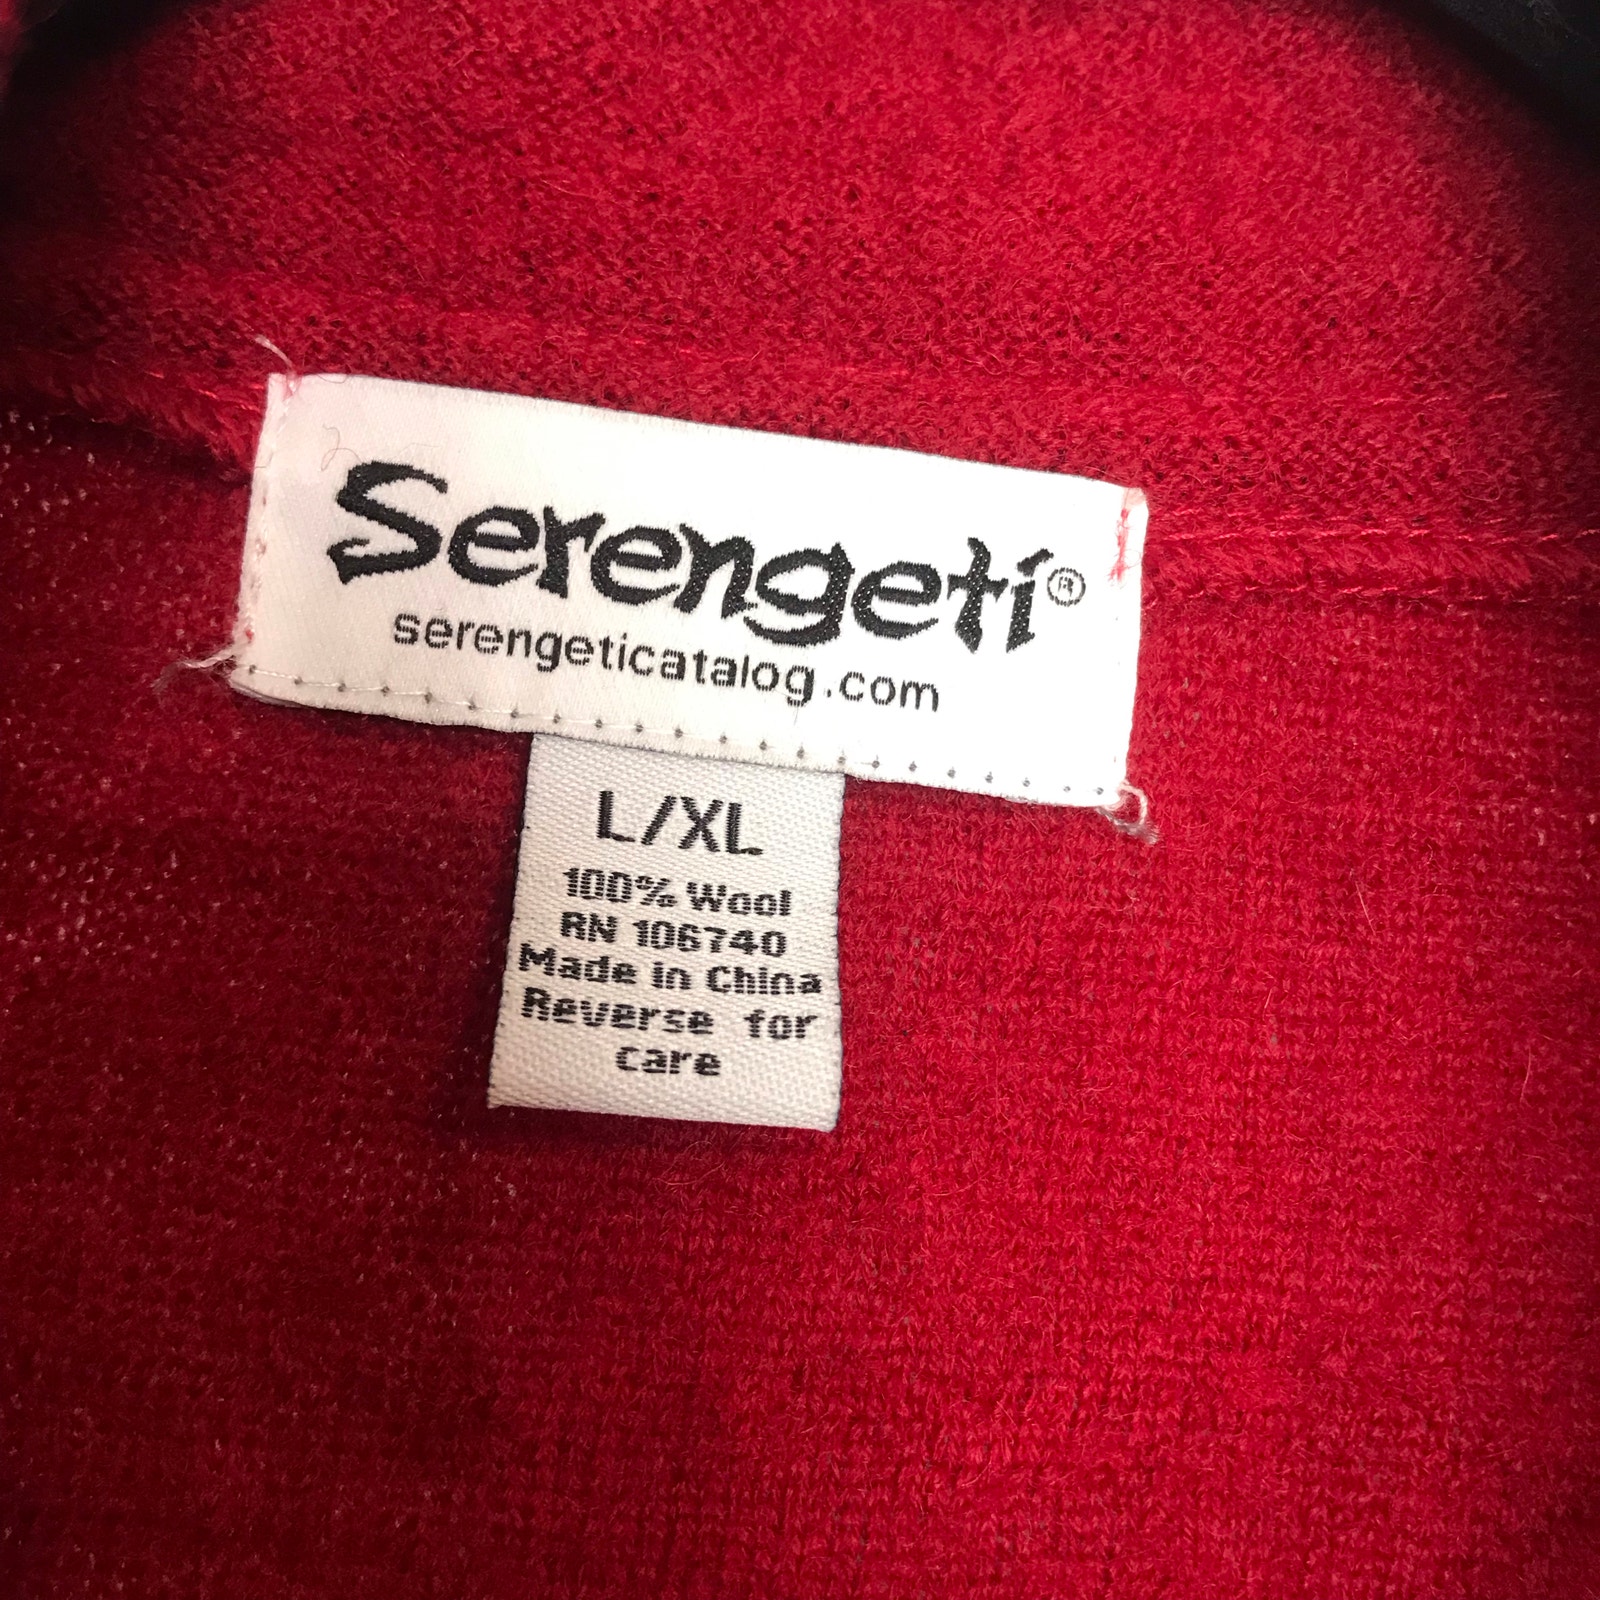 Serengeti®
serengeticatalog.com
L/XL
100% Wool
RN 106740
Made in China
Reverse for
care